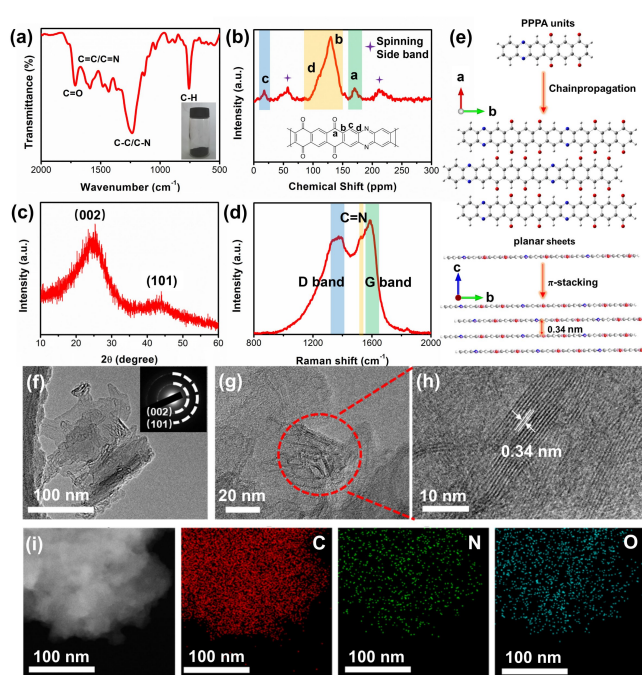 (a)
C=C/C=N
C=O
C-H
C-C/C-N
Transmittance (%)
2000 1500 1000 500
Wavenumber (cm-1)
(b)
b
Spinning
Side band
c
d
a
a
b
c
d
Intensity (a.u.)
0 50 100 150 200 250 300
Chemical Shift (ppm)
(c)
(002)
(101)
Intensity (a.u.)
10 20 30 40 50 60
2θ (degree)
(d)
C=N
D band
G band
Intensity (a.u.)
800 1200 1600 2000
Raman shift (cm-1)
(e)
PPPA units
Chainpropagation
a
b
planar sheets
c
b
π-stacking
0.34 nm
(f)
(002)
(101)
100 nm
(g)
20 nm
(h)
0.34 nm
10 nm
(i)
100 nm
C
100 nm
N
100 nm
O
100 nm